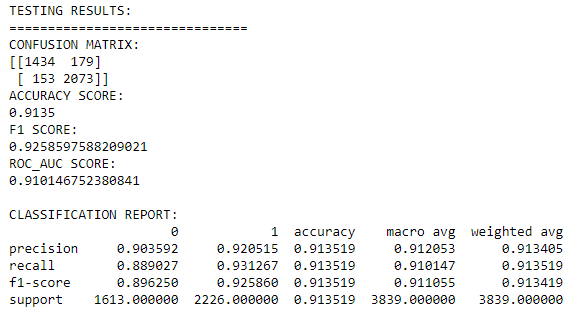 TESTING RESULTS:
===============================
CONFUSION MATRIX:
[[1434  179]
 [ 153 2073]]
ACCURACY SCORE:
0.9135
F1 SCORE:
0.9258597588209021
ROC_AUC SCORE:
0.910146752380841

CLASSIFICATION REPORT:
                     0            1  accuracy    macro avg  weighted avg
precision     0.903592     0.920515  0.913519     0.912053      0.913405
recall        0.889027     0.931267  0.913519     0.910147      0.913519
f1-score      0.896250     0.925860  0.913519     0.911055      0.913419
support    1613.000000  2226.000000  0.913519  3839.000000   3839.000000